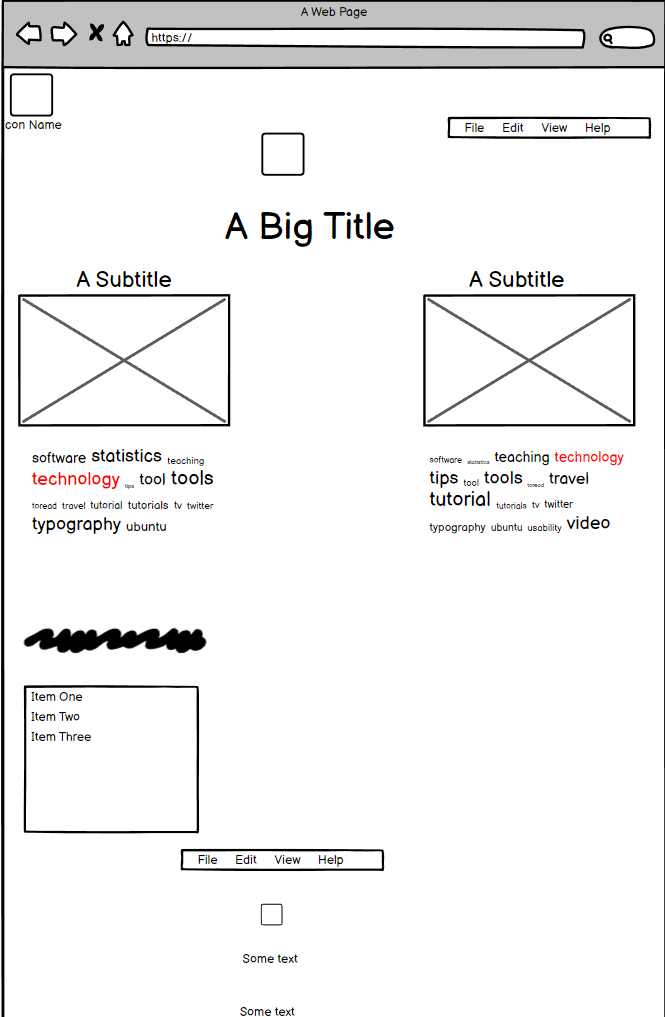 A Web Page
https://
con Name
File Edit View Help
A Big Title
A Subtitle
A Subtitle
software statistics teaching
technology tips tool tools
toread travel tutorial tutorials tv twitter
typography ubuntu
software statistics teaching technology
tips tool tools toread travel
tutorial tutorials tv twitter
typography ubuntu usability video
Item One
Item Two
Item Three
File Edit View Help
Some text
Some text